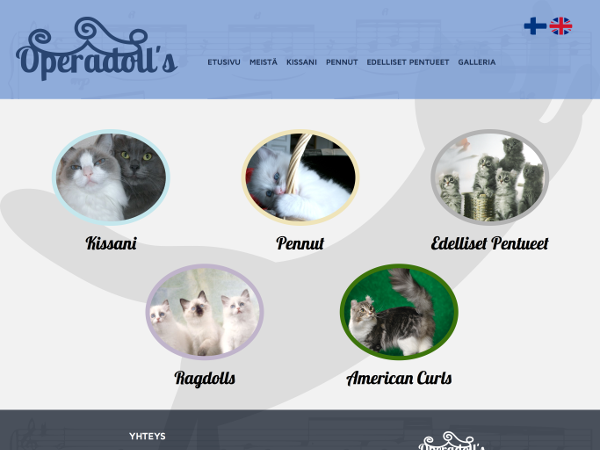 Operadoll's
ETUSIVU MEISTÄ KISSANI PENNUT EDELLISET PENTUEET GALLERIA
Kissani Pennut Edelliset Pentueet
Ragdolls American Curls
YHTEYS
Operadoll's